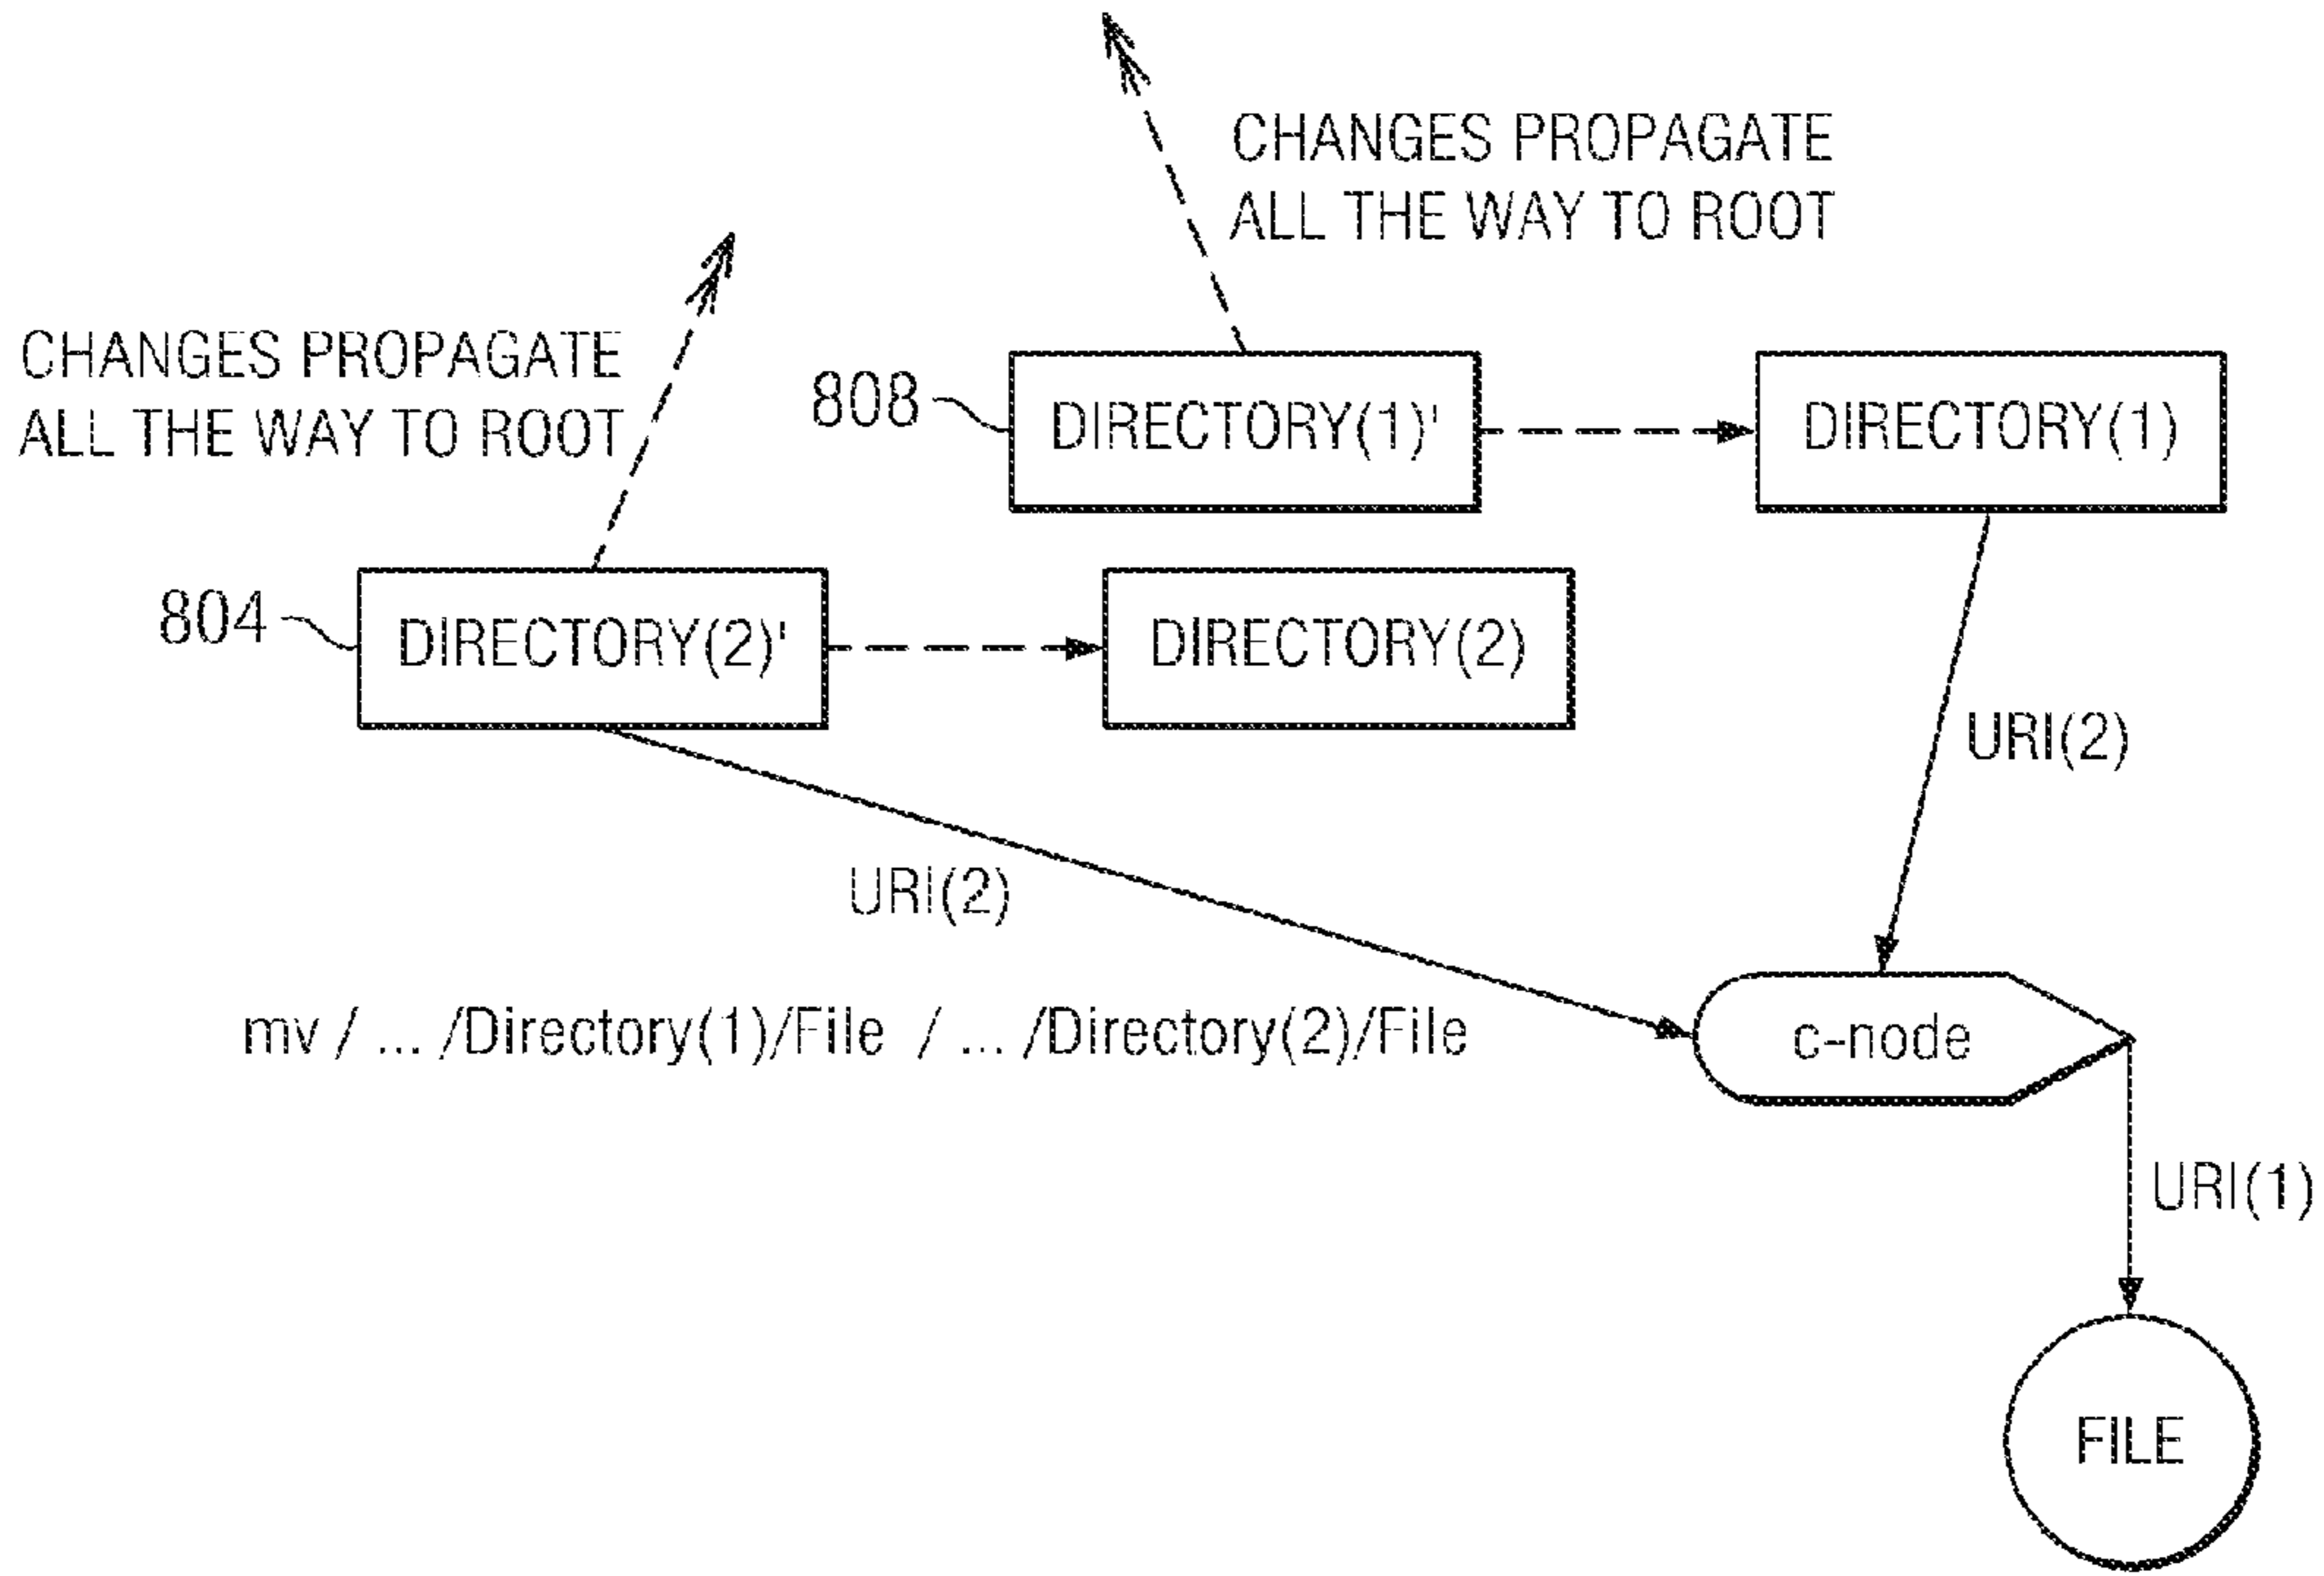 CHANGES PROPAGATE
ALL THE WAY TO ROOT
CHANGES PROPAGATE
ALL THE WAY TO ROOT
808
DIRECTORY(1)'
DIRECTORY(1)
804
DIRECTORY(2)'
DIRECTORY(2)
URI(2)
URI(2)
mv / ... /Directory(1)/File / ... /Directory(2)/File
c-node
URI(1)
FILE